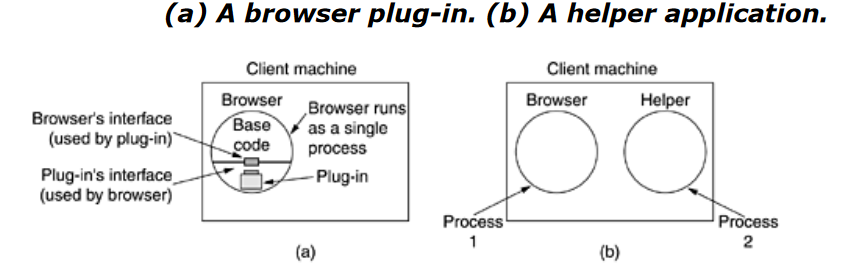 (a) A browser plug-in. (b) A helper application.
Client machine
Browser
Base
code
Browser's interface
(used by plug-in)
Plug-in's interface
(used by browser)
Browser runs
as a single
process
Plug-in
(a)
Client machine
Browser
Helper
Process
1
Process
2
(b)